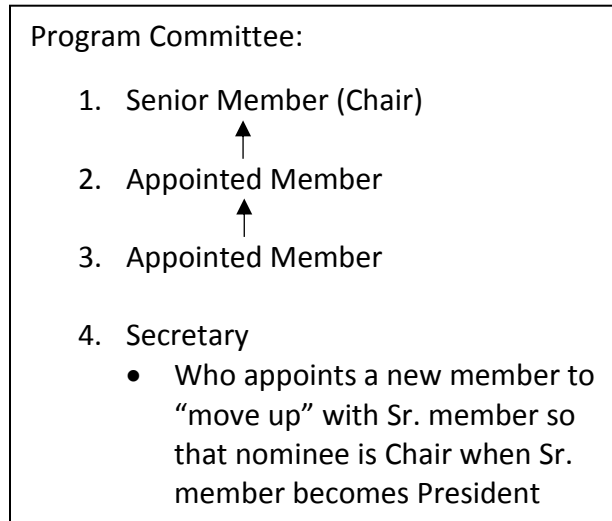 Program Committee:
1. Senior Member (Chair)
2. Appointed Member
3. Appointed Member
4. Secretary
• Who appoints a new member to
“move up” with Sr. member so
that nominee is Chair when Sr.
member becomes President